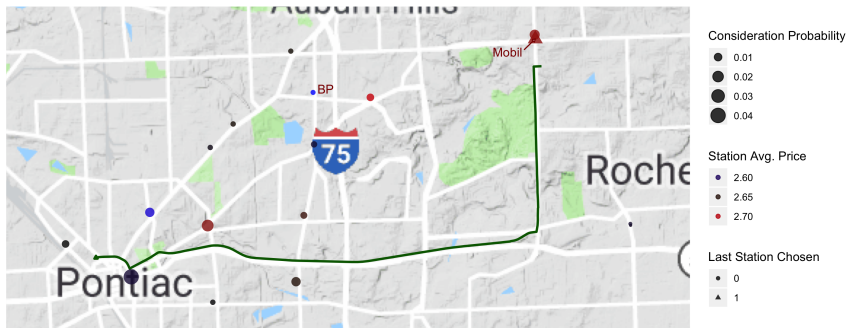 Auburn Hills
Mobil
BP
75
Roche
Pontiac
Consideration Probability
0.01
0.02
0.03
0.04
Station Avg. Price
2.60
2.65
2.70
Last Station Chosen
0
1